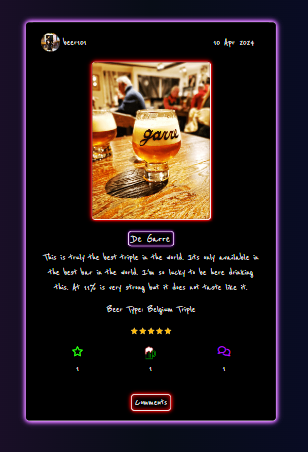 beer101
10 Apr 2024
garre
De Garre
This is truly the best triple in the world. Its only available in
the best bar in the world. I'm so lucky to be here drinking
this. At 11% is very strong but it does not taste like it.
Beer Type: Belgium Triple
1 1 1
Comments